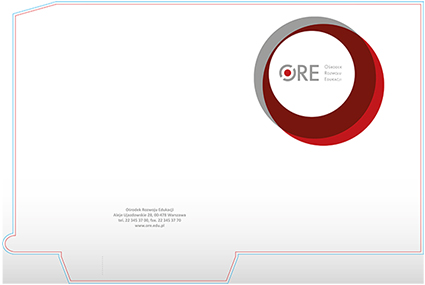 ORE
Ośrodek
Rozwoju
Edukacji
Ośrodek Rozwoju Edukacji
Aleje Ujazdowskie 28, 00-478 Warszawa
tel. 22 345 37 00, fax. 22 345 37 70
www.ore.edu.pl